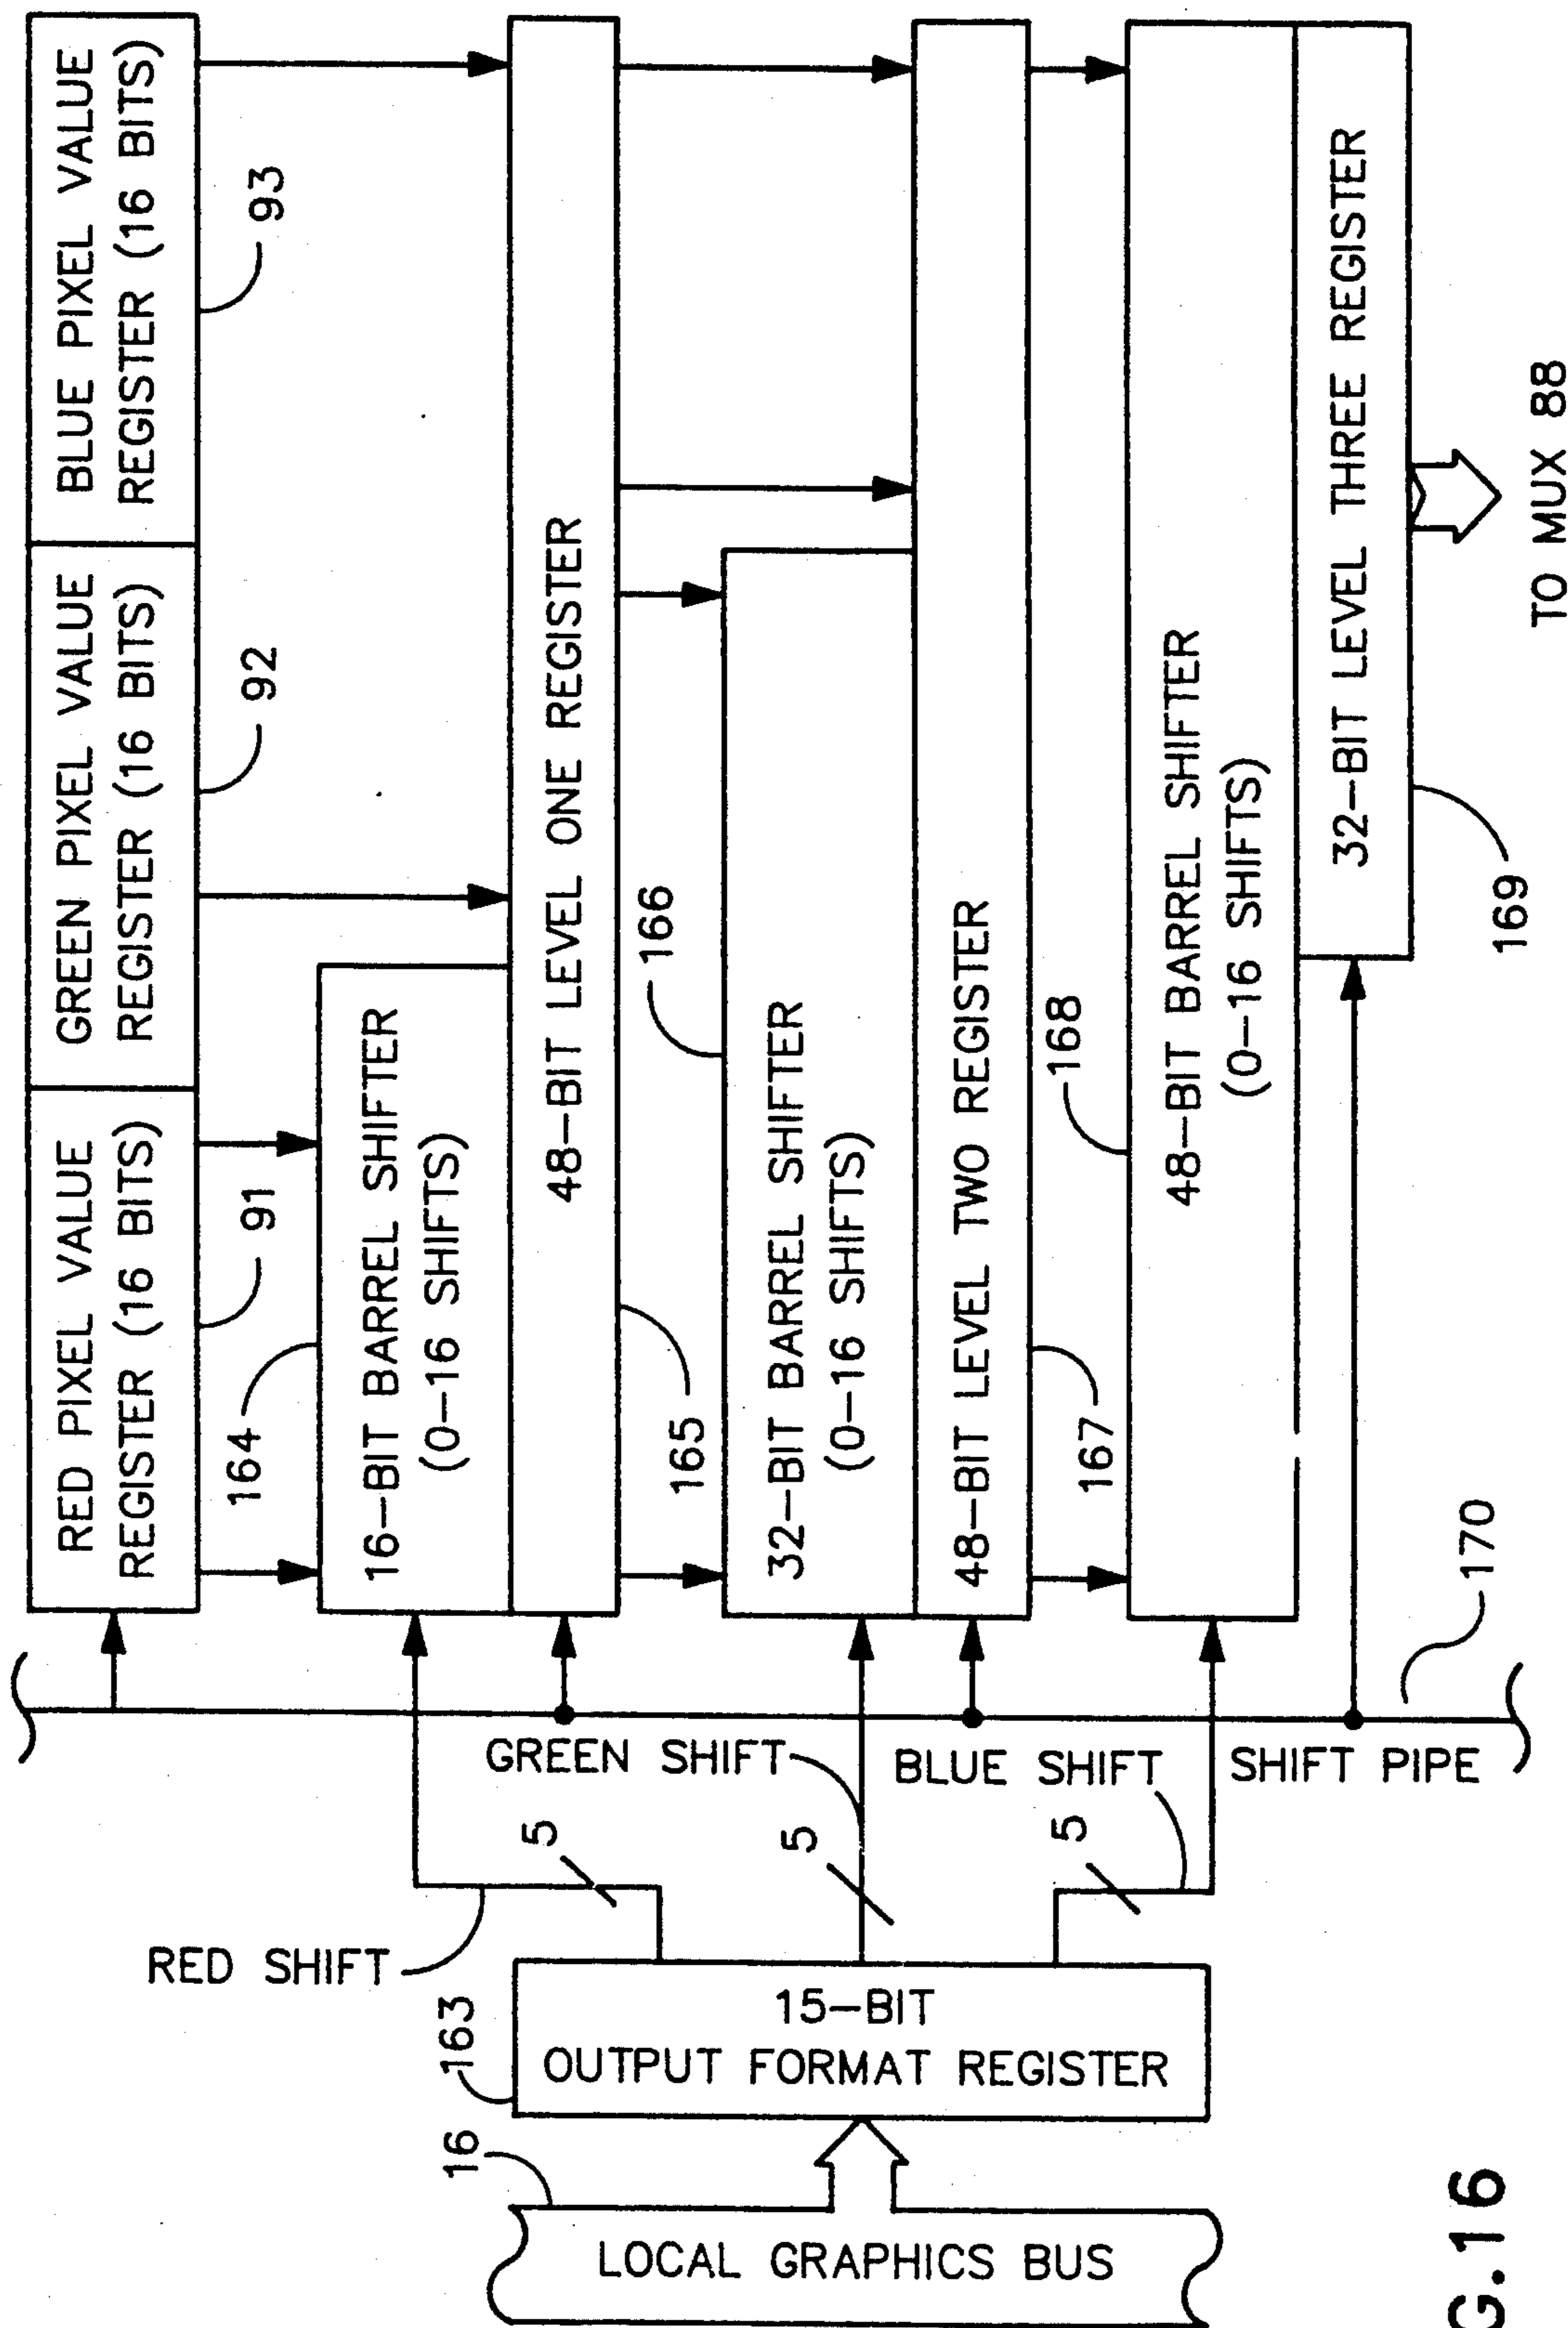 RED PIXEL VALUE
REGISTER (16 BITS)
GREEN PIXEL VALUE
REGISTER (16 BITS)
BLUE PIXEL VALUE
REGISTER (16 BITS)
91
92
93
164
16-BIT BARREL SHIFTER
(0-16 SHIFTS)
48-BIT LEVEL ONE REGISTER
165
166
32-BIT BARREL SHIFTER
(0-16 SHIFTS)
48-BIT LEVEL TWO REGISTER
167
168
48-BIT BARREL SHIFTER
(0-16 SHIFTS)
32-BIT LEVEL THREE REGISTER
169
TO MUX 88
170
RED SHIFT
GREEN SHIFT
BLUE SHIFT
SHIFT PIPE
5
5
5
163
15-BIT
OUTPUT FORMAT REGISTER
16
LOCAL GRAPHICS BUS
G.16